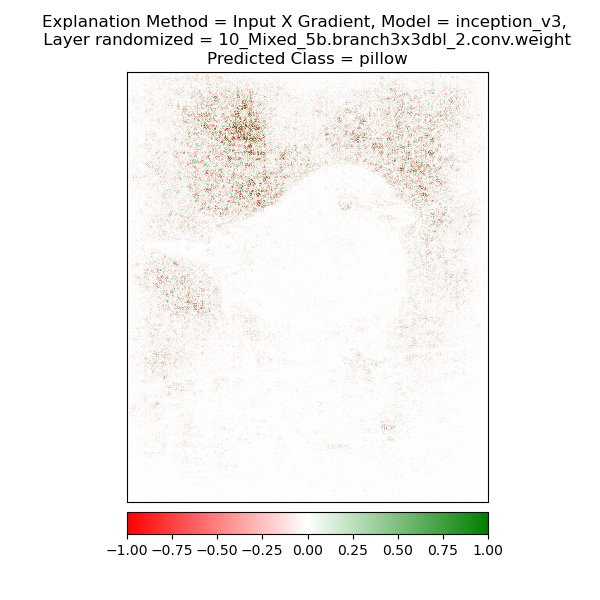 Explanation Method = Input X Gradient, Model = inception_v3,
Layer randomized = 10_Mixed_5b.branch3x3dbl_2.conv.weight
Predicted Class = pillow
−1.00 −0.75 −0.50 −0.25 0.00 0.25 0.50 0.75 1.00